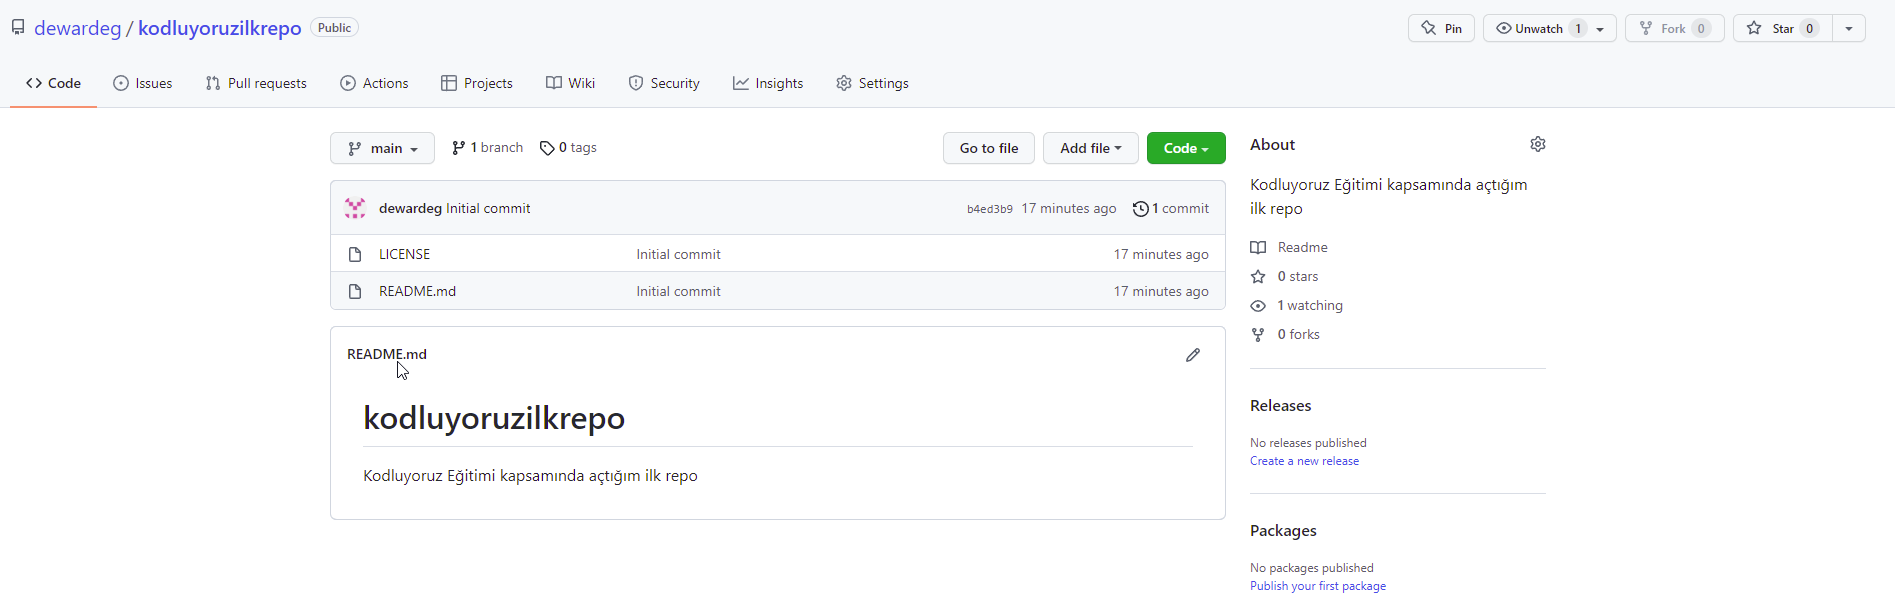 dewardeg / kodluyoruzilkrepo Public
Pin Unwatch 1 Fork 0 Star 0
Code Issues Pull requests Actions Projects Wiki Security Insights Settings
main 1 branch 0 tags Go to file Add file Code
dewardeg Initial commit b4ed3b9 17 minutes ago 1 commit
LICENSE Initial commit 17 minutes ago
README.md Initial commit 17 minutes ago
README.md
kodluyoruzilkrepo
Kodluyoruz Eğitimi kapsamında açtığım ilk repo
About
Kodluyoruz Eğitimi kapsamında açtığım
ilk repo
Readme
0 stars
1 watching
0 forks
Releases
No releases published
Create a new release
Packages
No packages published
Publish your first package